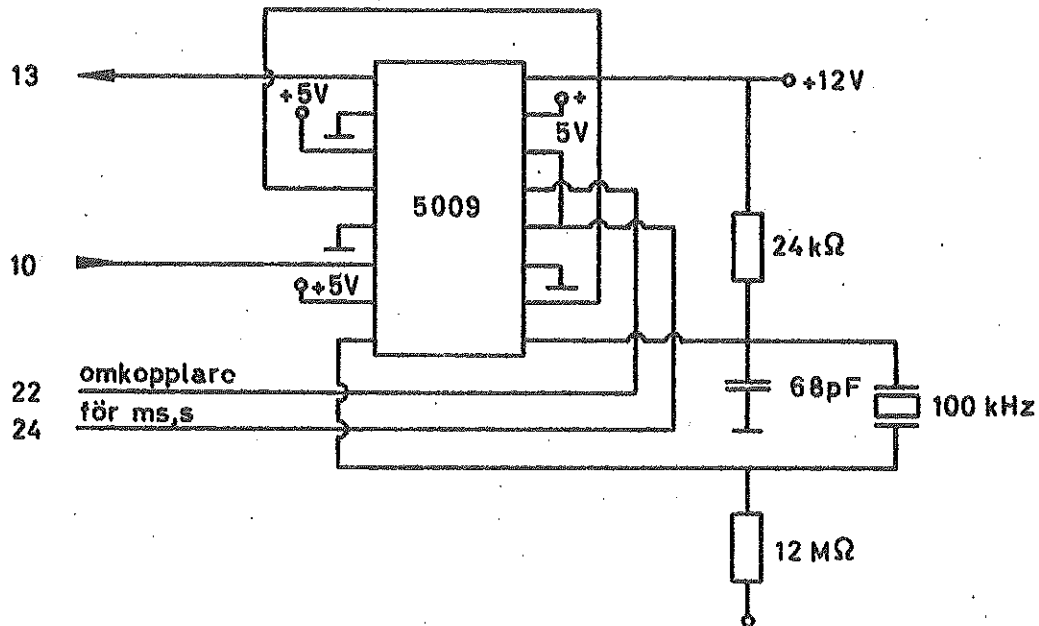 13
+5V
+12V
+
5V
5009
24kΩ
10
+5V
omkopplare
22
för ms,s
24
68pF
100 kHz
12 MΩ